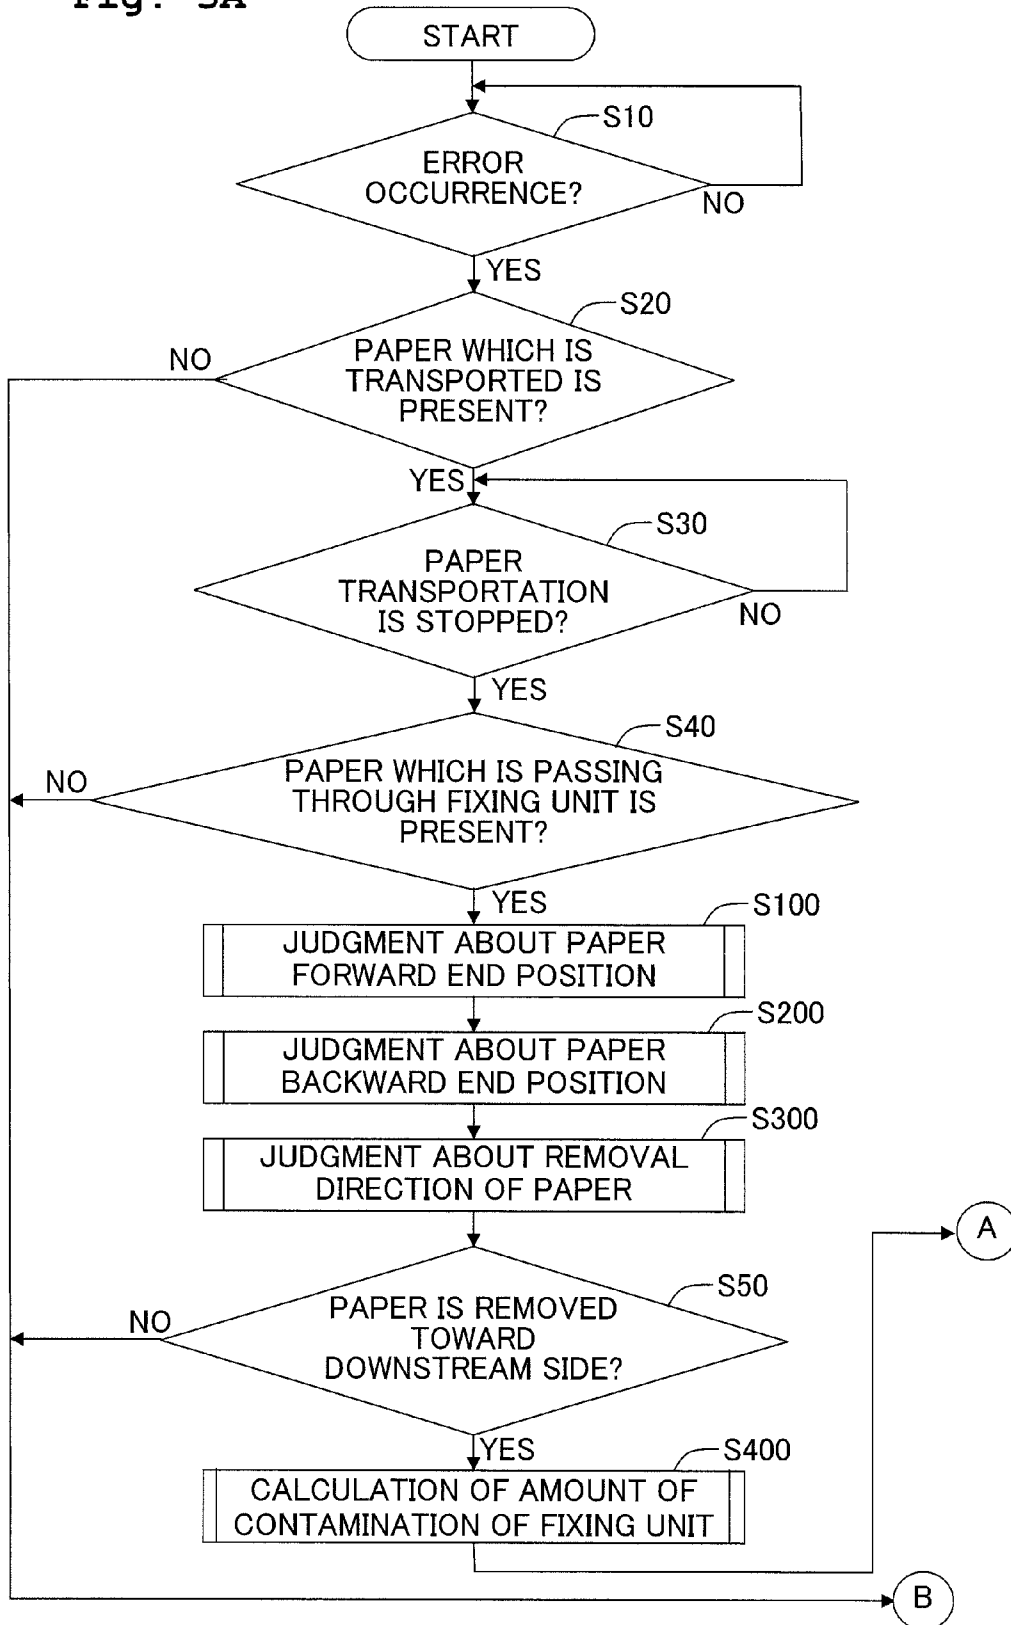 Fig. 3A
START
S10
ERROR
OCCURRENCE?
NO
YES
S20
NO
PAPER WHICH IS
TRANSPORTED IS
PRESENT?
YES
S30
PAPER
TRANSPORTATION
IS STOPPED?
NO
YES
S40
NO
PAPER WHICH IS PASSING
THROUGH FIXING UNIT IS
PRESENT?
YES
S100
JUDGMENT ABOUT PAPER
FORWARD END POSITION
S200
JUDGMENT ABOUT PAPER
BACKWARD END POSITION
S300
JUDGMENT ABOUT REMOVAL
DIRECTION OF PAPER
A
S50
NO
PAPER IS REMOVED
TOWARD
DOWNSTREAM SIDE?
YES
S400
CALCULATION OF AMOUNT OF
CONTAMINATION OF FIXING UNIT
B